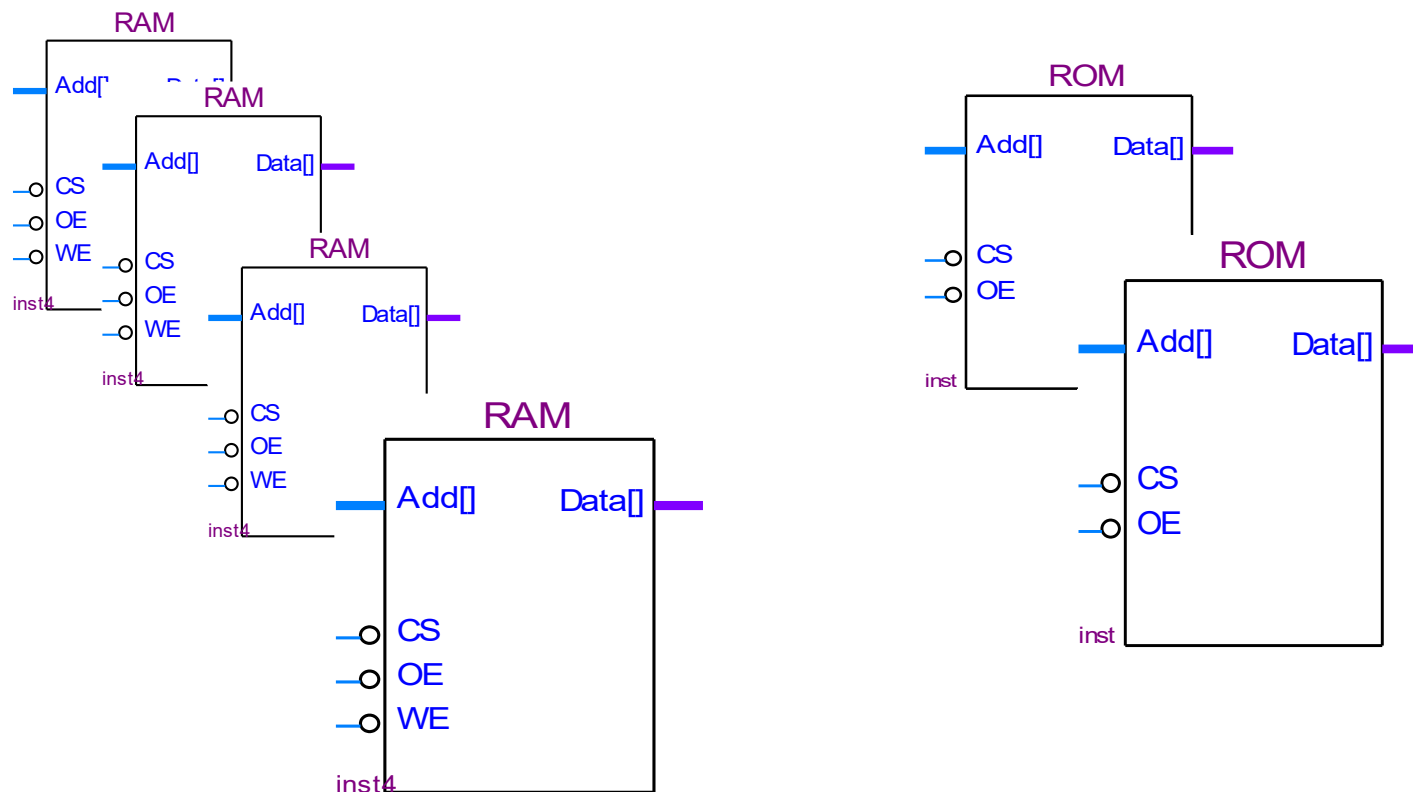 RAM
Add[]
CS
OE
WE
inst4
RAM
Add[] Data[]
CS
OE
WE
inst4
RAM
Add[] Data[]
CS
OE
WE
inst4
RAM
Add[] Data[]
CS
OE
WE
inst4
ROM
Add[] Data[]
CS
OE
inst
ROM
Add[] Data[]
CS
OE
inst